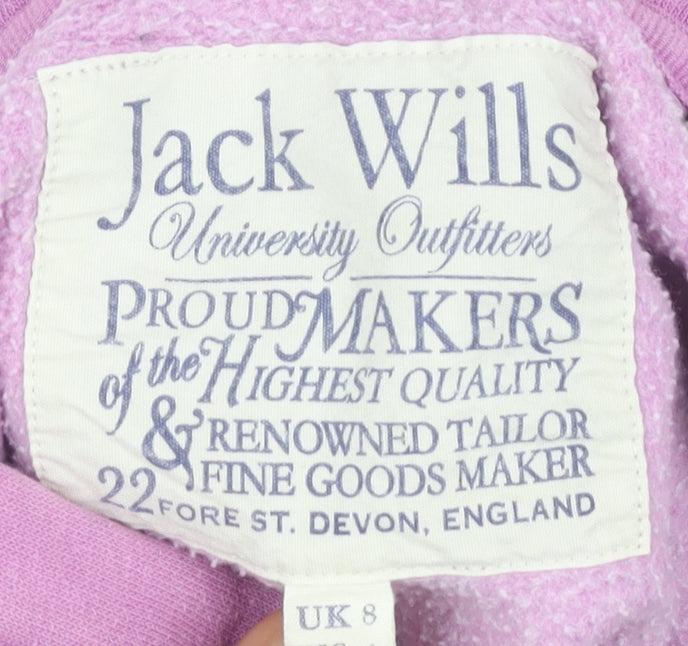 Jack Wills
University Outfitters
PROUD MAKERS
of the HIGHEST QUALITY
& RENOWNED TAILOR
FINE GOODS MAKER
22 FORE ST. DEVON, ENGLAND
UK 8